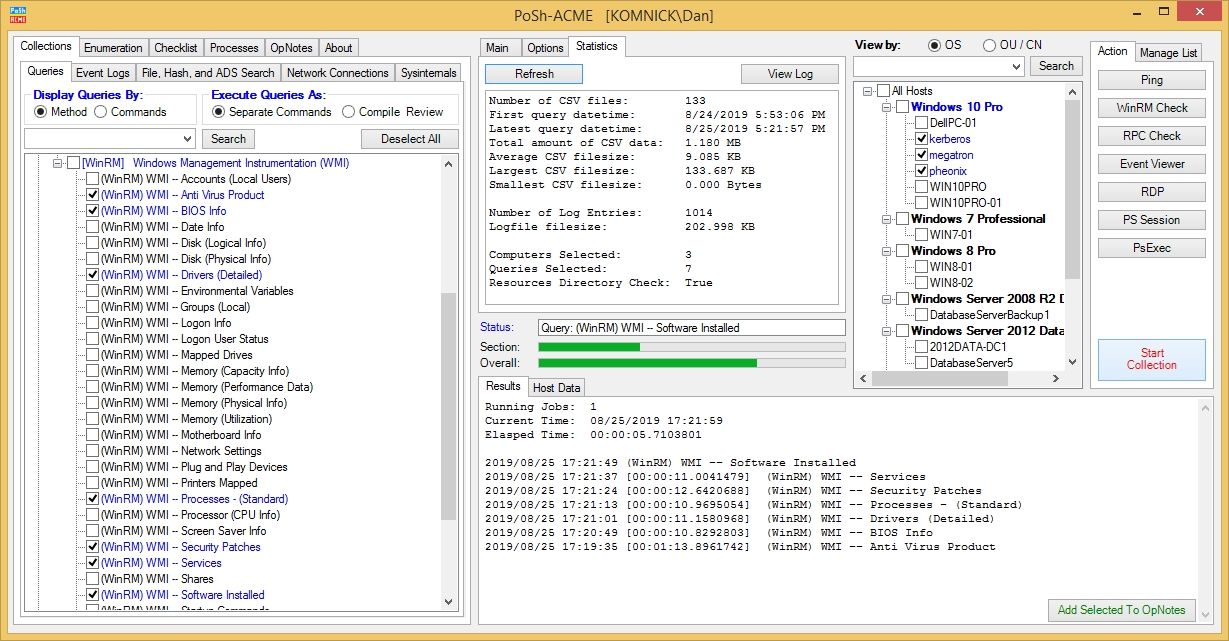 PoSh
ACME
PoSh-ACME [KOMNICK\Dan]
Collections Enumeration Checklist Processes OpNotes About
Queries Event Logs File, Hash, and ADS Search Network Connections Sysinternals
Display Queries By:
Method Commands
Execute Queries As:
Separate Commands Compile Review
Search Deselect All
[WinRM] Windows Management Instrumentation (WMI)
(WinRM) WMI -- Accounts (Local Users)
(WinRM) WMI -- Anti Virus Product
(WinRM) WMI -- BIOS Info
(WinRM) WMI -- Date Info
(WinRM) WMI -- Disk (Logical Info)
(WinRM) WMI -- Disk (Physical Info)
(WinRM) WMI -- Drivers (Detailed)
(WinRM) WMI -- Environmental Variables
(WinRM) WMI -- Groups (Local)
(WinRM) WMI -- Logon Info
(WinRM) WMI -- Logon User Status
(WinRM) WMI -- Mapped Drives
(WinRM) WMI -- Memory (Capacity Info)
(WinRM) WMI -- Memory (Performance Data)
(WinRM) WMI -- Memory (Physical Info)
(WinRM) WMI -- Memory (Utilization)
(WinRM) WMI -- Motherboard Info
(WinRM) WMI -- Network Settings
(WinRM) WMI -- Plug and Play Devices
(WinRM) WMI -- Printers Mapped
(WinRM) WMI -- Processes - (Standard)
(WinRM) WMI -- Processor (CPU Info)
(WinRM) WMI -- Screen Saver Info
(WinRM) WMI -- Security Patches
(WinRM) WMI -- Services
(WinRM) WMI -- Shares
(WinRM) WMI -- Software Installed
(WinRM) WMI -- Startup Commands
Main Options Statistics
Refresh View Log
Number of CSV files: 133
First query datetime: 8/24/2019 5:53:06 PM
Latest query datetime: 8/25/2019 5:21:57 PM
Total amount of CSV data: 1.180 MB
Average CSV filesize: 9.085 KB
Largest CSV filesize: 133.687 KB
Smallest CSV filesize: 0.000 Bytes
Number of Log Entries: 1014
Logfile filesize: 202.998 KB
Computers Selected: 3
Queries Selected: 7
Resources Directory Check: True
Status: Query: (WinRM) WMI -- Software Installed
Section:
Overall:
View by: OS OU / CN
Search
All Hosts
Windows 10 Pro
DellPC-01
kerberos
megatron
pheonix
WIN10PRO
WIN10PRO-01
Windows 7 Professional
WIN7-01
Windows 8 Pro
WIN8-01
WIN8-02
Windows Server 2008 R2 D
DatabaseServerBackup1
Windows Server 2012 Data
2012DATA-DC1
DatabaseServer5
Action Manage List
Ping
WinRM Check
RPC Check
Event Viewer
RDP
PS Session
PsExec
Start
Collection
Results Host Data
Running Jobs: 1
Current Time: 08/25/2019 17:21:59
Elasped Time: 00:00:05.7103801
2019/08/25 17:21:49 (WinRM) WMI -- Software Installed
2019/08/25 17:21:37 [00:00:11.0041479] (WinRM) WMI -- Services
2019/08/25 17:21:24 [00:00:12.6420688] (WinRM) WMI -- Security Patches
2019/08/25 17:21:13 [00:00:10.9695054] (WinRM) WMI -- Processes - (Standard)
2019/08/25 17:21:01 [00:00:11.1580968] (WinRM) WMI -- Drivers (Detailed)
2019/08/25 17:20:49 [00:00:10.8292803] (WinRM) WMI -- BIOS Info
2019/08/25 17:19:35 [00:01:13.8961742] (WinRM) WMI -- Anti Virus Product
Add Selected To OpNotes